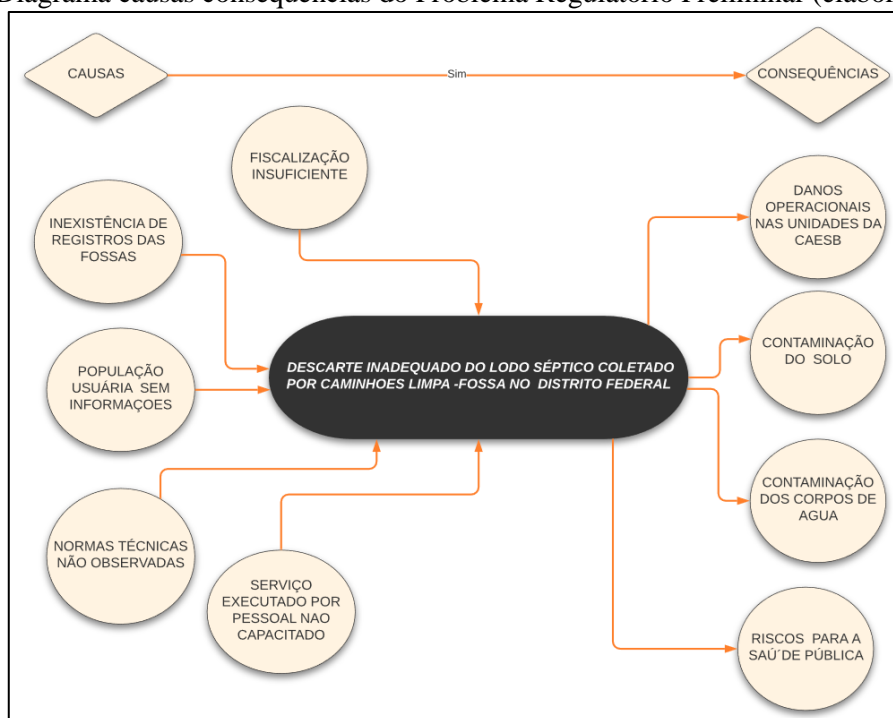 Diagrama causas consequências do Problema Regulatório Preliminar (elabor
CAUSAS
Sim
CONSEQUÊNCIAS
FISCALIZAÇÃO
INSUFICIENTE
INEXISTÊNCIA DE
REGISTROS DAS
FOSSAS
POPULAÇÃO
USUÁRIA SEM
INFORMAÇOES
NORMAS TÉCNICAS
NÃO OBSERVADAS
SERVIÇO
EXECUTADO POR
PESSOAL NAO
CAPACITADO
DESCARTE INADEQUADO DO LODO SÉPTICO COLETADO
POR CAMINHOES LIMPA -FOSSA NO DISTRITO FEDERAL
DANOS
OPERACIONAIS
NAS UNIDADES DA
CAESB
CONTAMINAÇÃO
DO SOLO
CONTAMINAÇÃO
DOS CORPOS DE
AGUA
RISCOS PARA A
SAÚ´DE PÚBLICA